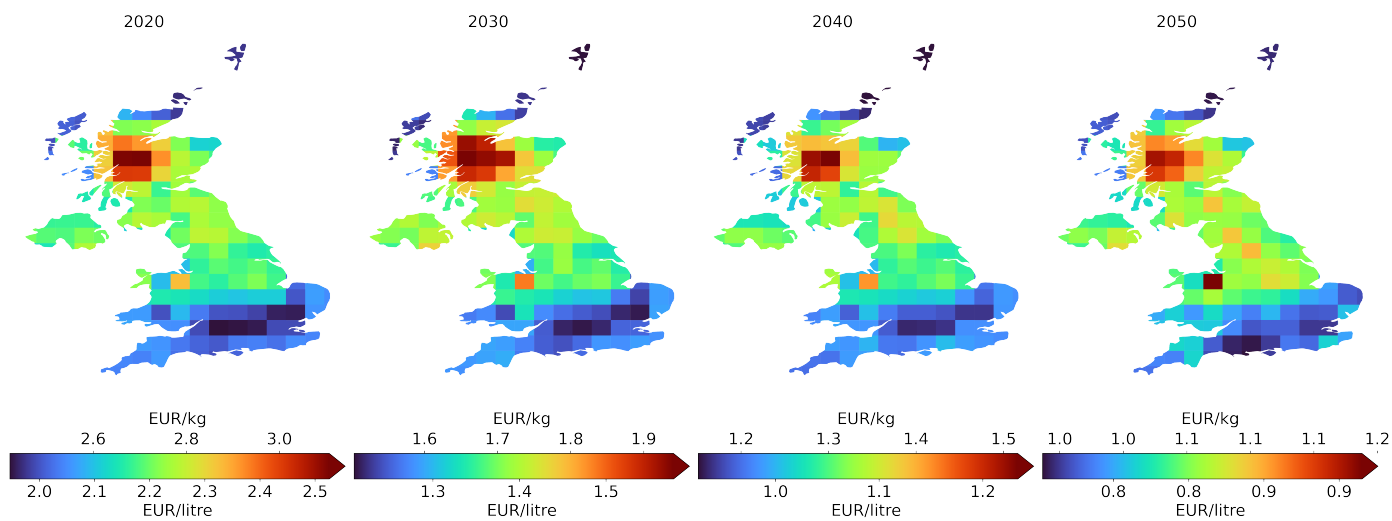 2020 2030 2040 2050
EUR/kg EUR/kg EUR/kg EUR/kg
2.6 2.8 3.0 1.6 1.7 1.8 1.9 1.2 1.3 1.4 1.5 1.0 1.0 1.1 1.1 1.1 1.2
2.0 2.1 2.2 2.3 2.4 2.5 1.3 1.4 1.5 1.0 1.1 1.2 0.8 0.8 0.9 0.9
EUR/litre EUR/litre EUR/litre EUR/litre